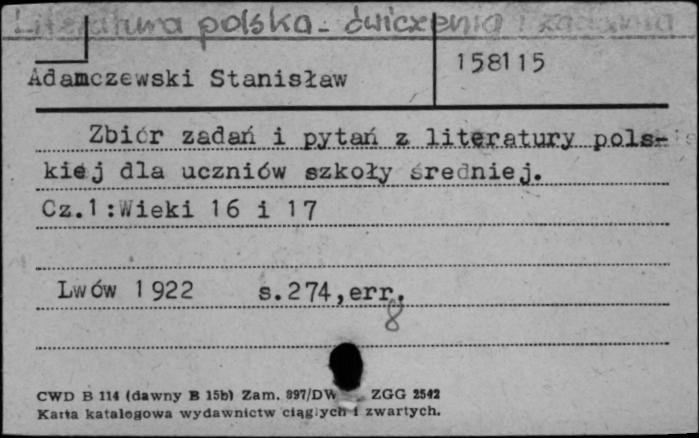 Literatura polska - ćwiczenia i zadania
Adamczewski Stanisław
158115
Zbiór zadań i pytań z literatury pols-
kiej dla uczniów szkoły średniej.
Cz.1:Wieki 16 i 17
Lwów 1922 s.274,err.
8
CWD B 114 (dawny B 15b) Zam. 897/DW ZGG 2542
Karta katalogowa wydawnictw ciągłych i zwartych.